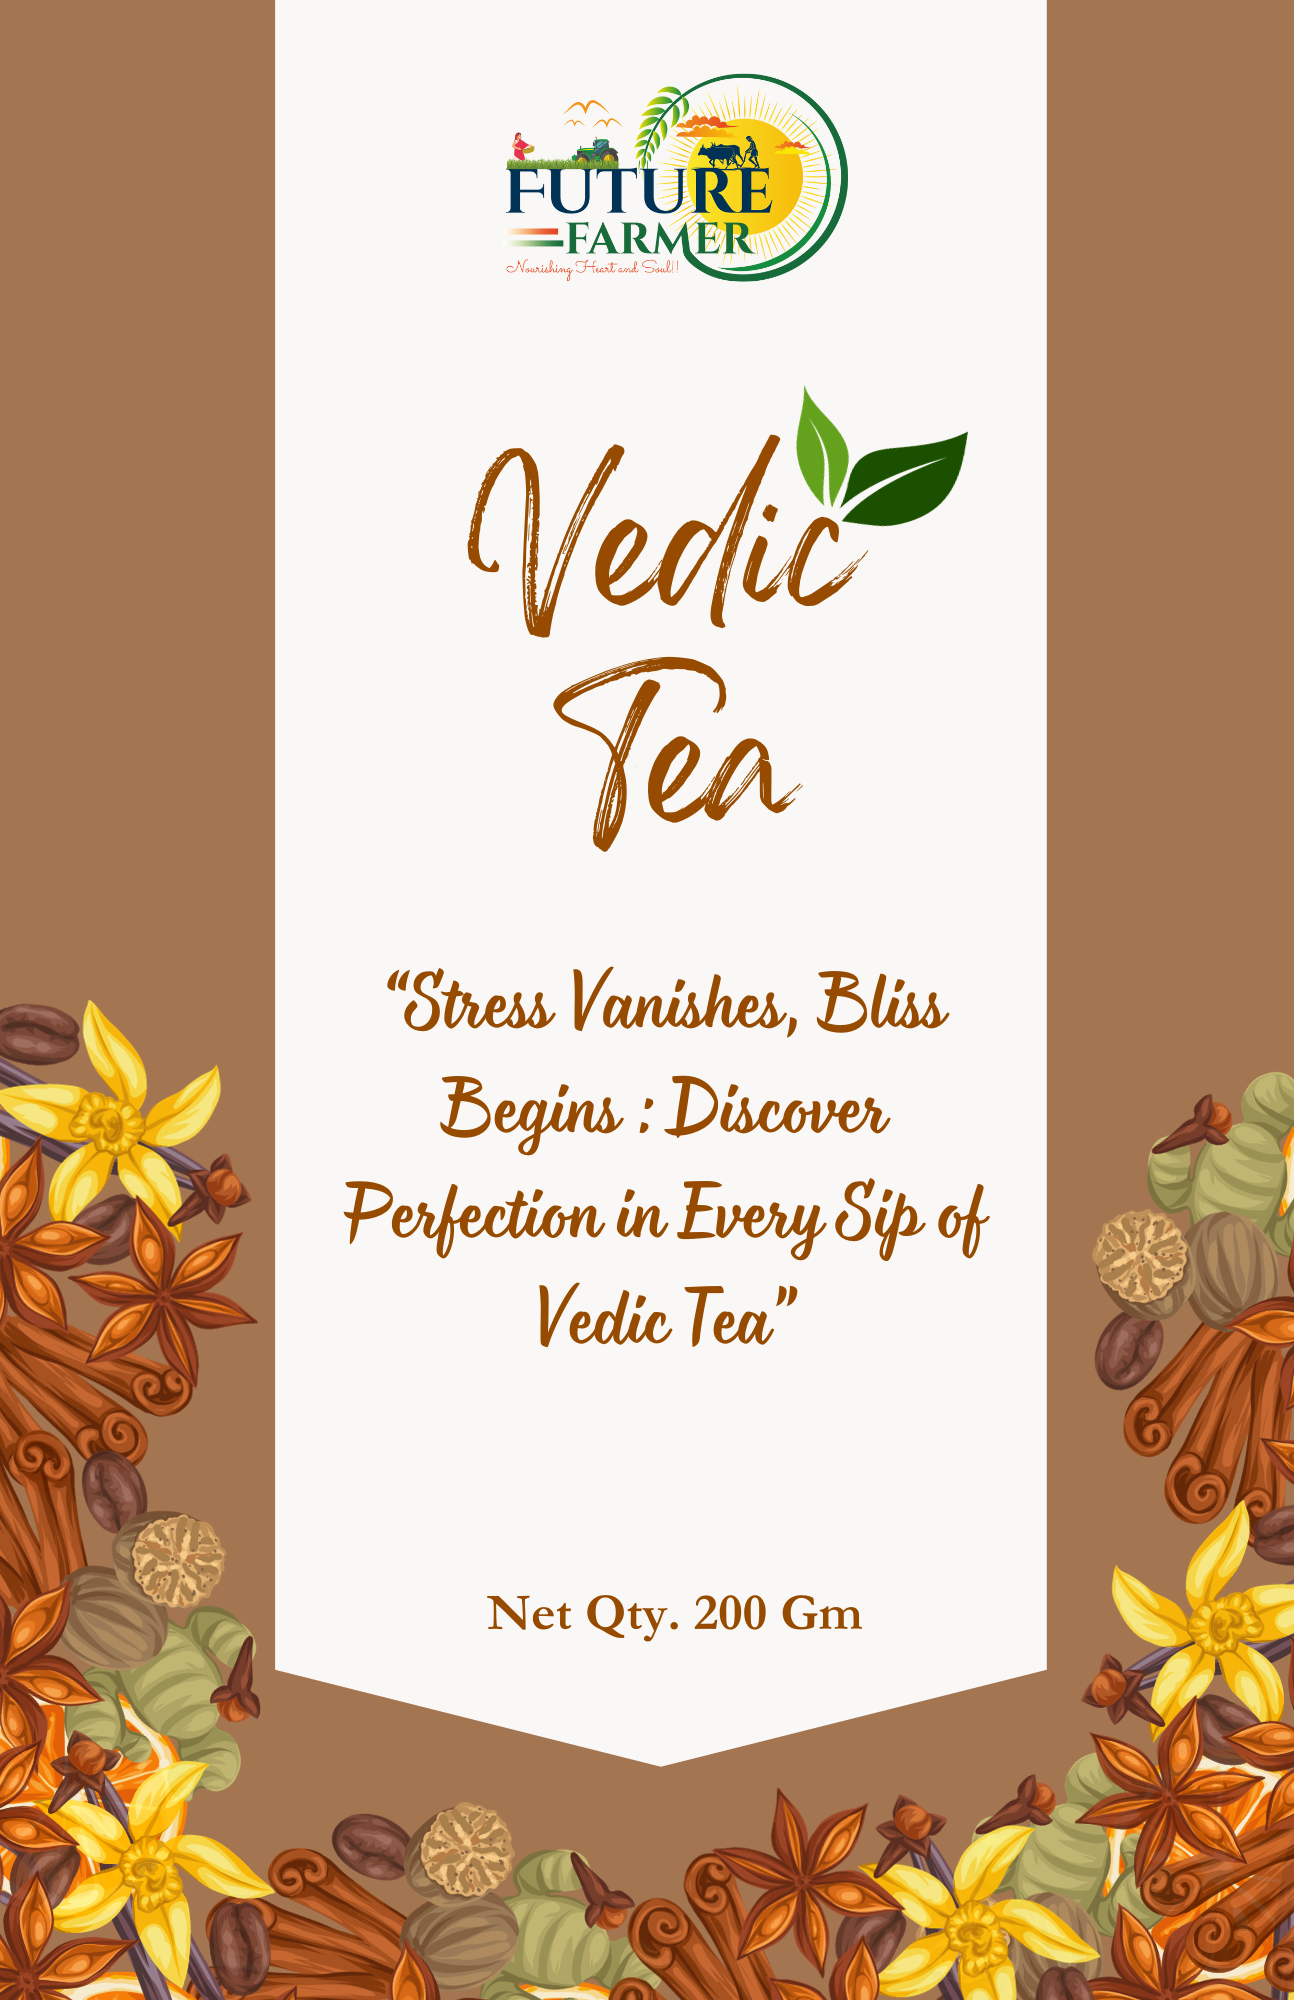 FUTURE
FARMER
Nourishing Heart and Soul!!
Vedic
Tea
“Stress Vanishes, Bliss
Begins : Discover
Perfection in Every Sip of
Vedic Tea”
Net Qty. 200 Gm